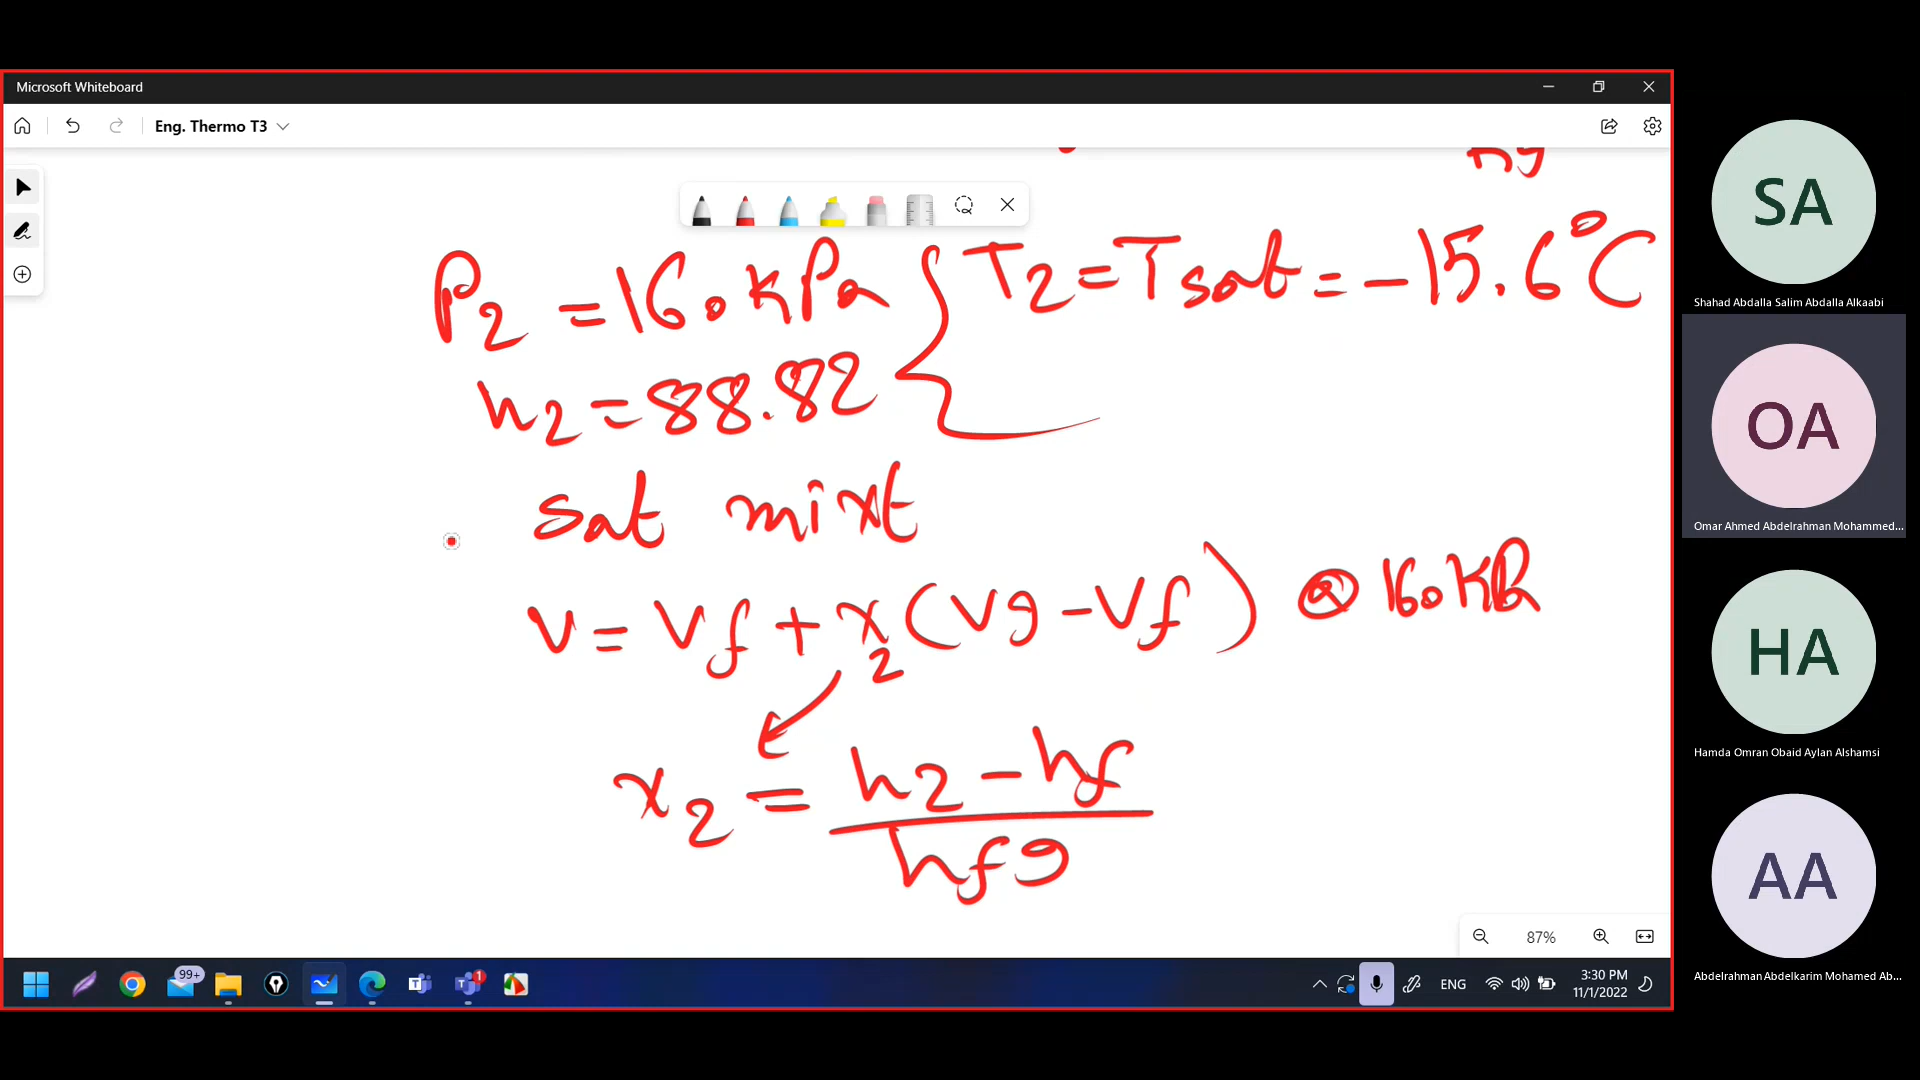 Microsoft Whiteboard
Eng. Thermo T3
kg
P2 = 160 kPa { T2 = Tsat = -15.6°C
h2 = 88.82
sat mixt
v = vf + x2 (vg - vf) @ 160 kPa
x2 = h2 - hf
hfg
87%
99+
1
ENG
3:30 PM
11/1/2022
SA
Shahad Abdalla Salim Abdalla Alkaabi
OA
Omar Ahmed Abdelrahman Mohammed...
HA
Hamda Omran Obaid Aylan Alshamsi
AA
Abdelrahman Abdelkarim Mohamed Ab...